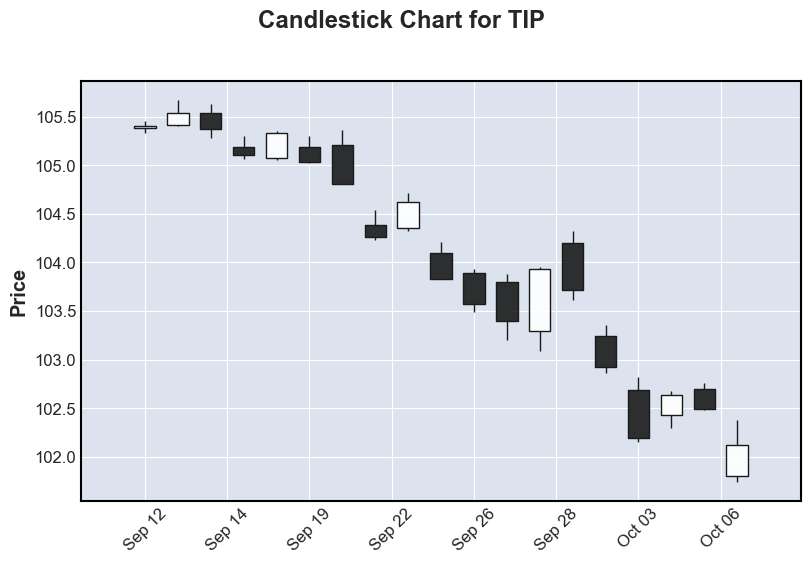 Candlestick Chart for TIP
Price
105.5
105.0
104.5
104.0
103.5
103.0
102.5
102.0
Sep 12
Sep 14
Sep 19
Sep 22
Sep 26
Sep 28
Oct 03
Oct 06